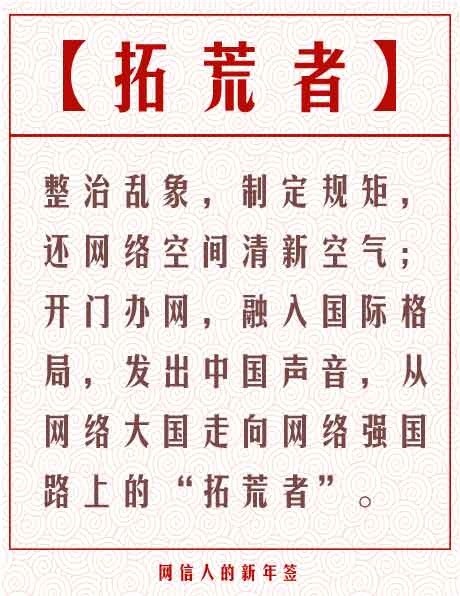 【拓荒者】
整治乱象，制定规矩，
还网络空间清新空气；
开门办网，融入国际格
局，发出中国声音，从
网络大国走向网络强国
路上的“拓荒者”。
网信人的新年签